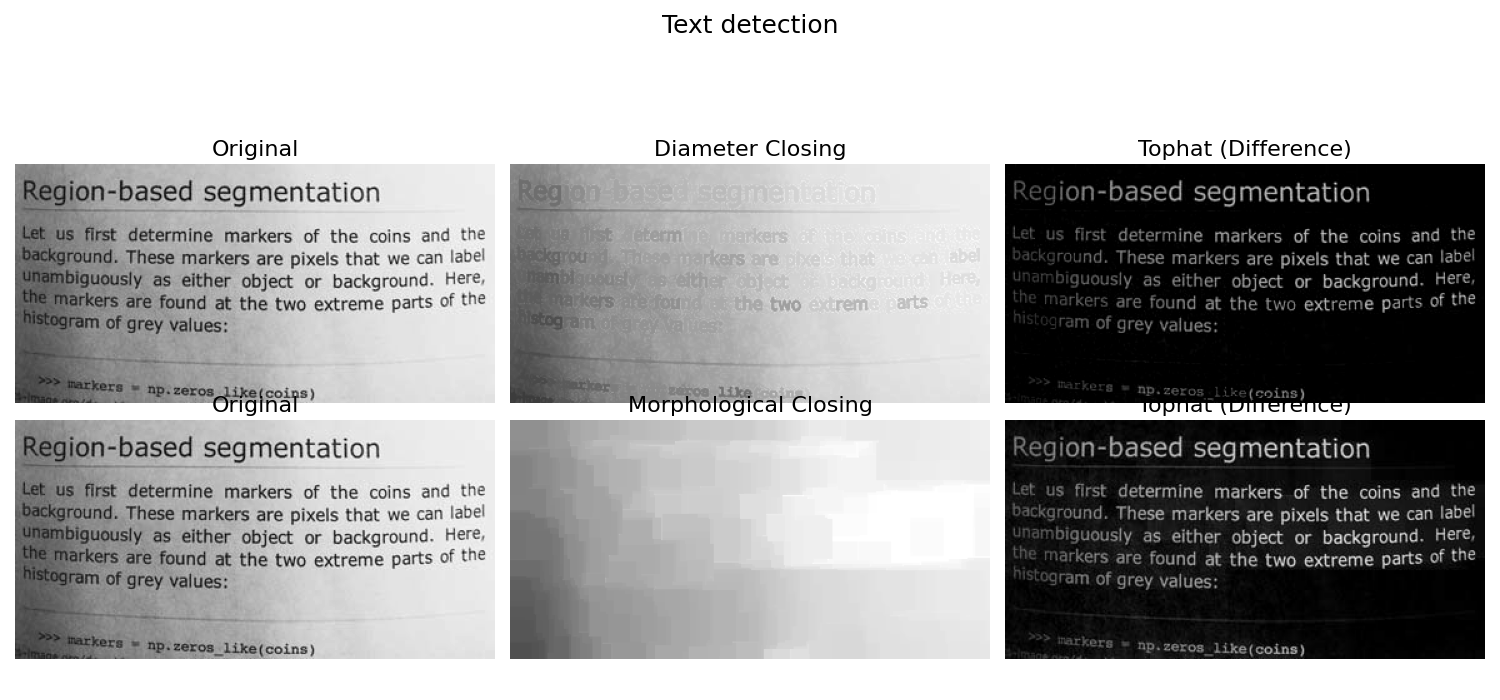 Text detection
Original
Diameter Closing
Tophat (Difference)
Region-based segmentation
Let us first determine markers of the coins and the
background. These markers are pixels that we can label
unambiguously as either object or background. Here,
the markers are found at the two extreme parts of the
histogram of grey values:
>>> markers = np.zeros_like(coins)
Region-based segmentation
Let us first determine markers of the coins and the
background. These markers are pixels that we can label
unambiguously as either object or background. Here,
the markers are found at the two extreme parts of the
histogram of grey values:
Region-based segmentation
Let us first determine markers of the coins and the
background. These markers are pixels that we can label
unambiguously as either object or background. Here,
the markers are found at the two extreme parts of the
histogram of grey values:
>>> markers = np.zeros_like(coins)
Original
Morphological Closing
Tophat (Difference)
Region-based segmentation
Let us first determine markers of the coins and the
background. These markers are pixels that we can label
unambiguously as either object or background. Here,
the markers are found at the two extreme parts of the
histogram of grey values:
>>> markers = np.zeros_like(coins)
Region-based segmentation
Let us first determine markers of the coins and the
background. These markers are pixels that we can label
unambiguously as either object or background. Here,
the markers are found at the two extreme parts of the
histogram of grey values:
>>> markers = np.zeros_like(coins)